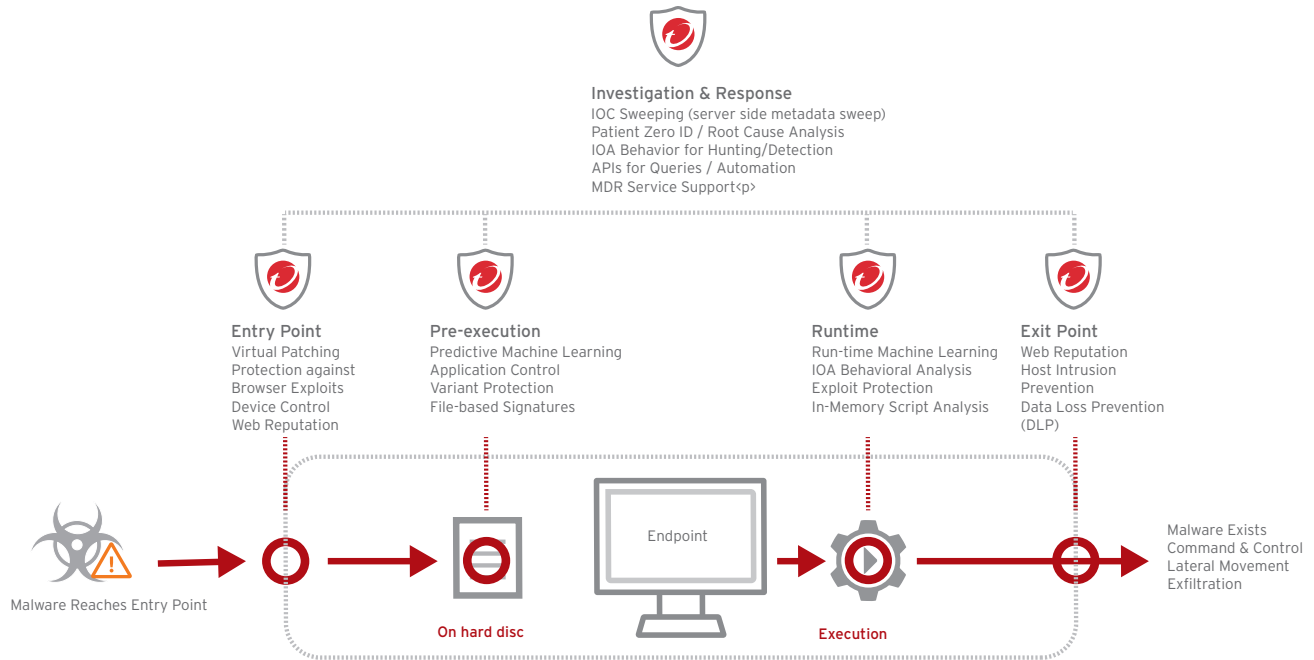 Investigation & Response
IOC Sweeping (server side metadata sweep)
Patient Zero ID / Root Cause Analysis
IOA Behavior for Hunting/Detection
APIs for Queries / Automation
MDR Service Support<p>
Entry Point
Virtual Patching
Protection against
Browser Exploits
Device Control
Web Reputation
Pre-execution
Predictive Machine Learning
Application Control
Variant Protection
File-based Signatures
Runtime
Run-time Machine Learning
IOA Behavioral Analysis
Exploit Protection
In-Memory Script Analysis
Exit Point
Web Reputation
Host Intrusion
Prevention
Data Loss Prevention
(DLP)
Malware Reaches Entry Point
On hard disc
Endpoint
Execution
Malware Exists
Command & Control
Lateral Movement
Exfiltration